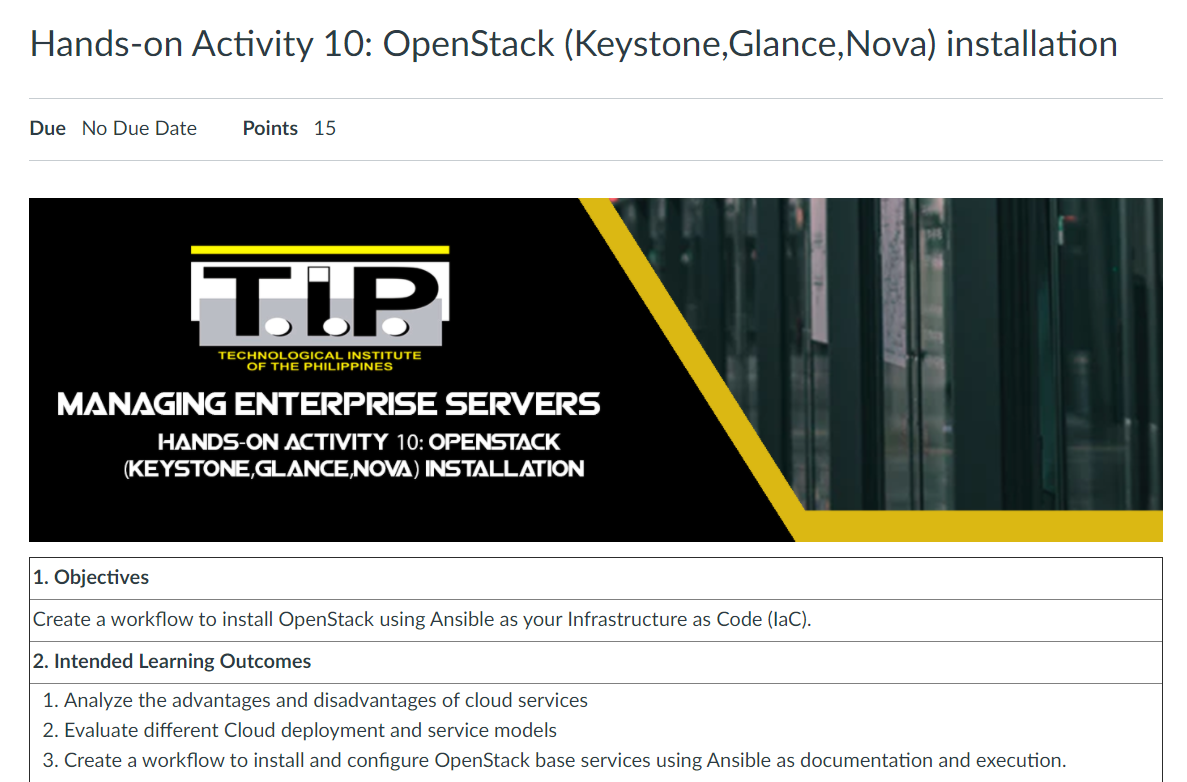 Hands-on Activity 10: OpenStack (Keystone,Glance,Nova) installation
Due No Due Date Points 15
T.I.P.
TECHNOLOGICAL INSTITUTE
OF THE PHILIPPINES
MANAGING ENTERPRISE SERVERS
HANDS-ON ACTIVITY 10: OPENSTACK
(KEYSTONE,GLANCE,NOVA) INSTALLATION
1. Objectives
Create a workflow to install OpenStack using Ansible as your Infrastructure as Code (IaC).
2. Intended Learning Outcomes
1. Analyze the advantages and disadvantages of cloud services
2. Evaluate different Cloud deployment and service models
3. Create a workflow to install and configure OpenStack base services using Ansible as documentation and execution.